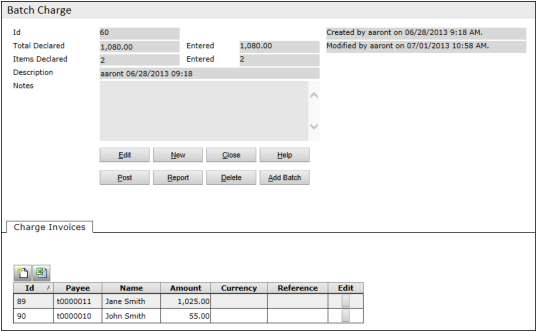 Batch Charge
Id 60 Created by aaront on 06/28/2013 9:18 AM.
Total Declared 1,080.00 Entered 1,080.00 Modified by aaront on 07/01/2013 10:58 AM.
Items Declared 2 Entered 2
Description aaront 06/28/2013 09:18
Notes
Edit New Close Help
Post Report Delete Add Batch
Charge Invoices
Id Payee Name Amount Currency Reference Edit
89 t0000011 Jane Smith 1,025.00
90 t0000010 John Smith 55.00